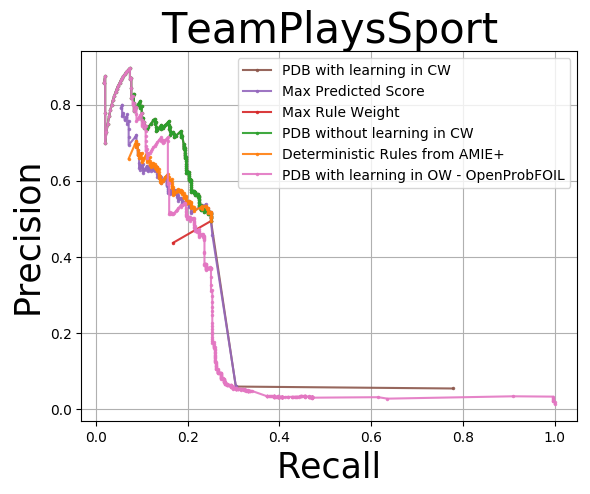 TeamPlaysSport
PDB with learning in CW
Max Predicted Score
Max Rule Weight
PDB without learning in CW
Deterministic Rules from AMIE+
PDB with learning in OW - OpenProbFOIL
Precision
0.8
0.6
0.4
0.2
0.0
0.0 0.2 0.4 0.6 0.8 1.0
Recall